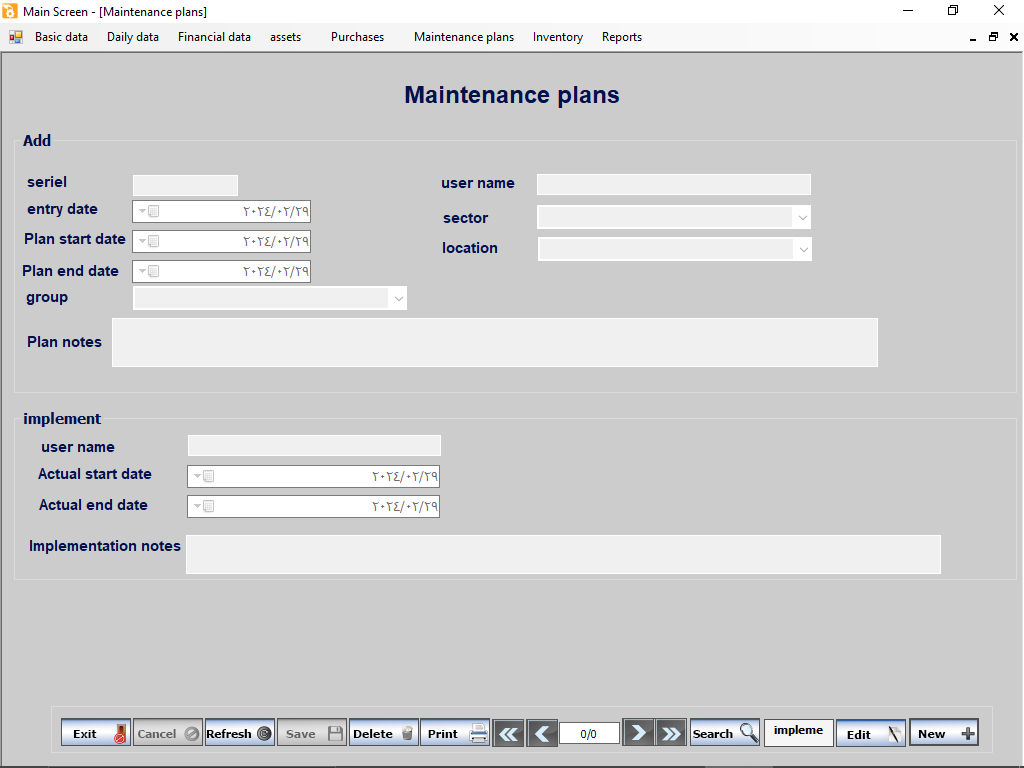 Main Screen - [Maintenance plans]
Basic data Daily data Financial data assets Purchases Maintenance plans Inventory Reports
Maintenance plans
Add
seriel
user name
entry date ٢٠٢٤/٠٢/٢٩
sector
Plan start date ٢٠٢٤/٠٢/٢٩
location
Plan end date ٢٠٢٤/٠٢/٢٩
group
Plan notes
implement
user name
Actual start date ٢٠٢٤/٠٢/٢٩
Actual end date ٢٠٢٤/٠٢/٢٩
Implementation notes
Exit Cancel Refresh Save Delete Print 0/0 Search impleme Edit New